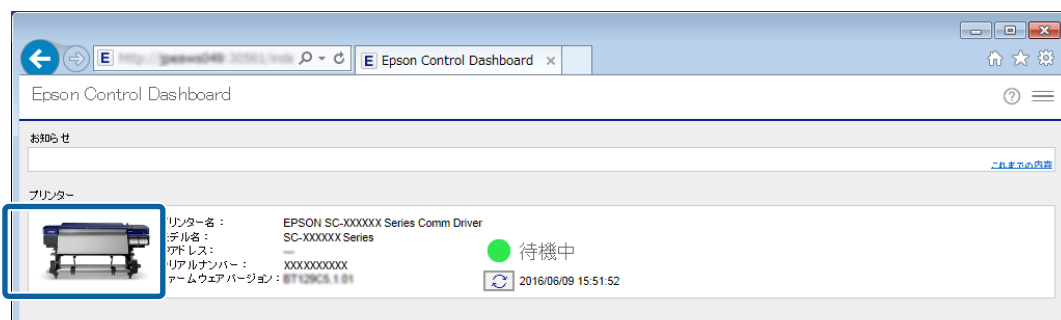 E Epson Control Dashboard ×
Epson Control Dashboard
お知らせ
これまでの内容
プリンター
リンター名： EPSON SC-XXXXXX Series Comm Driver
デル名： SC-XXXXXX Series
アドレス： —
リアルナンバー： XXXXXXXXXX
ァームウェアバージョン：
待機中
2016/06/09 15:51:52